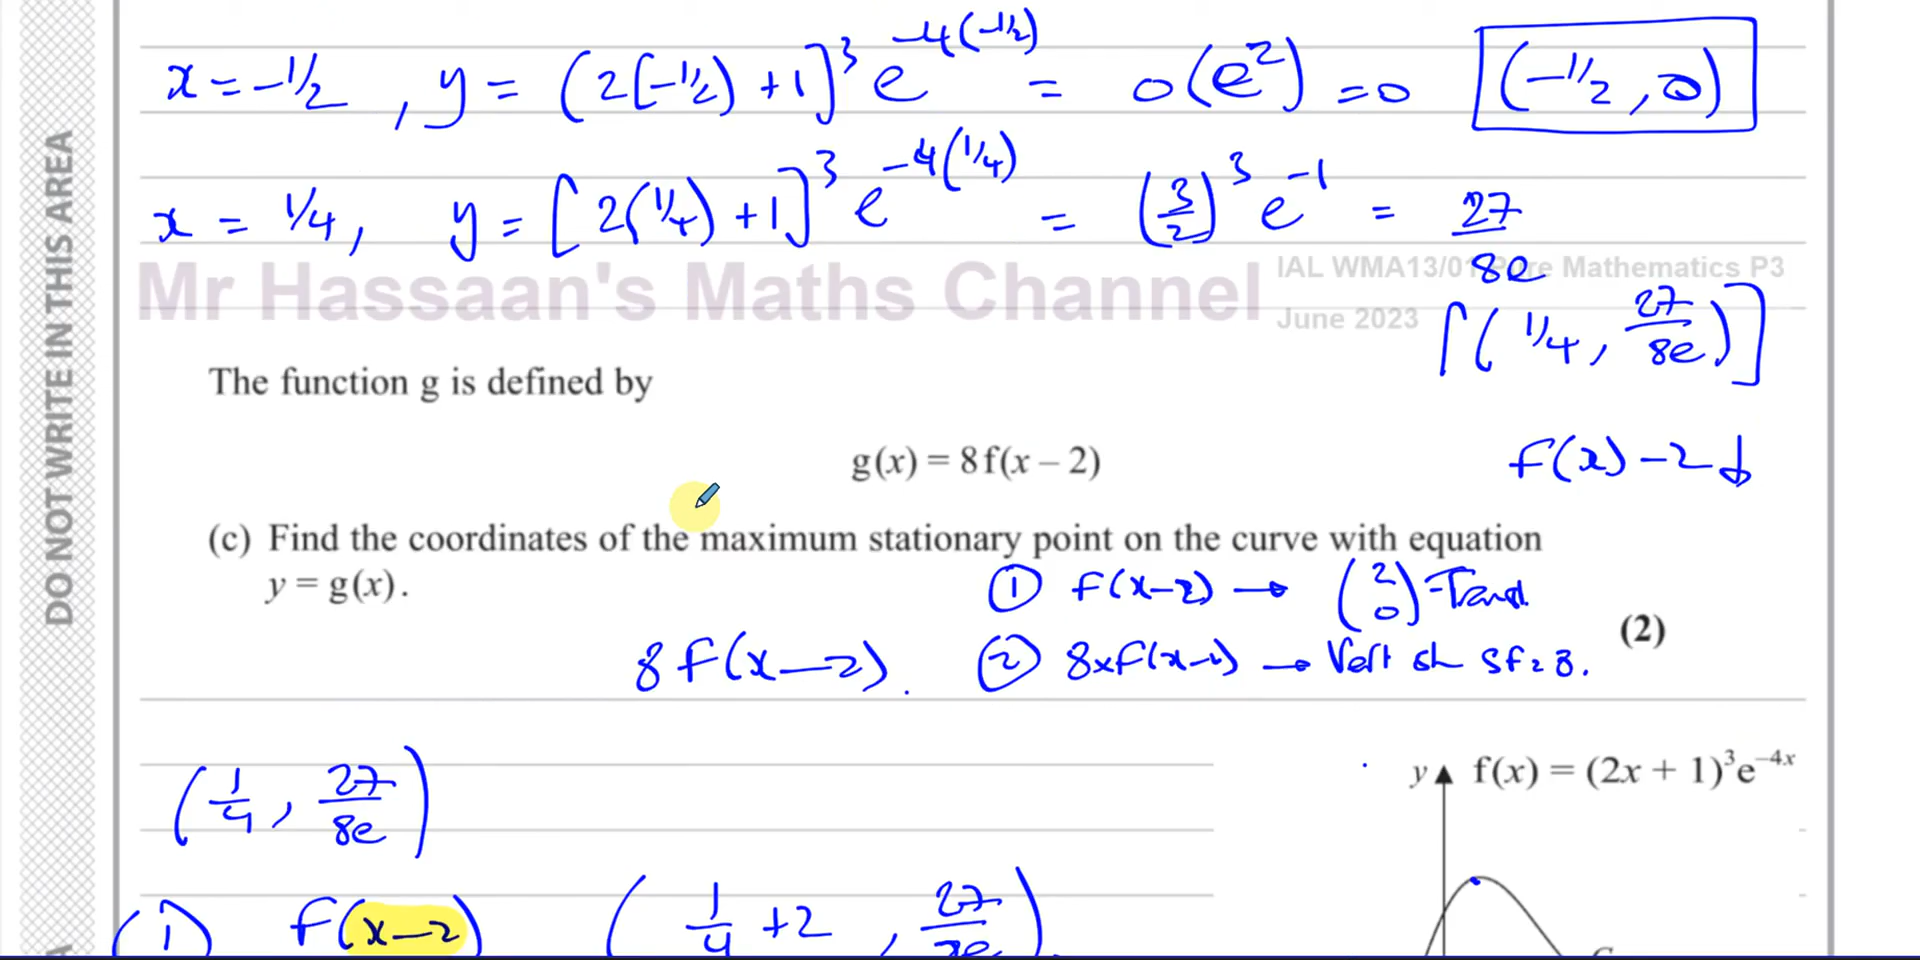 x = -1/2 , y = (2[-1/2) + 1]³ e^{-4(-1/2)} = 0(e²) = 0 (-1/2, 0)
x = 1/4, y = [2(1/4) + 1]³ e^{-4(1/4)} = (3/2)³ e^{-1} = 27/8e
Mr Hassaan's Maths Channel
IAL WMA13/01 Pure Mathematics P3
June 2023
[(1/4, 27/8e)]
The function g is defined by
g(x) = 8f(x – 2)
f(x) - 2 ↓
(c) Find the coordinates of the maximum stationary point on the curve with equation
y = g(x).
① f(x-2) → (2 0) = Transl.
(2)
8f(x-2).
② 8×f(x-2) → Vert SF = 8.
(1/4, 27/8e)
y f(x) = (2x + 1)³e^{-4x}
(1) f(x-2) (1/4 + 2, 27/8e)
DO NOT WRITE IN THIS AREA